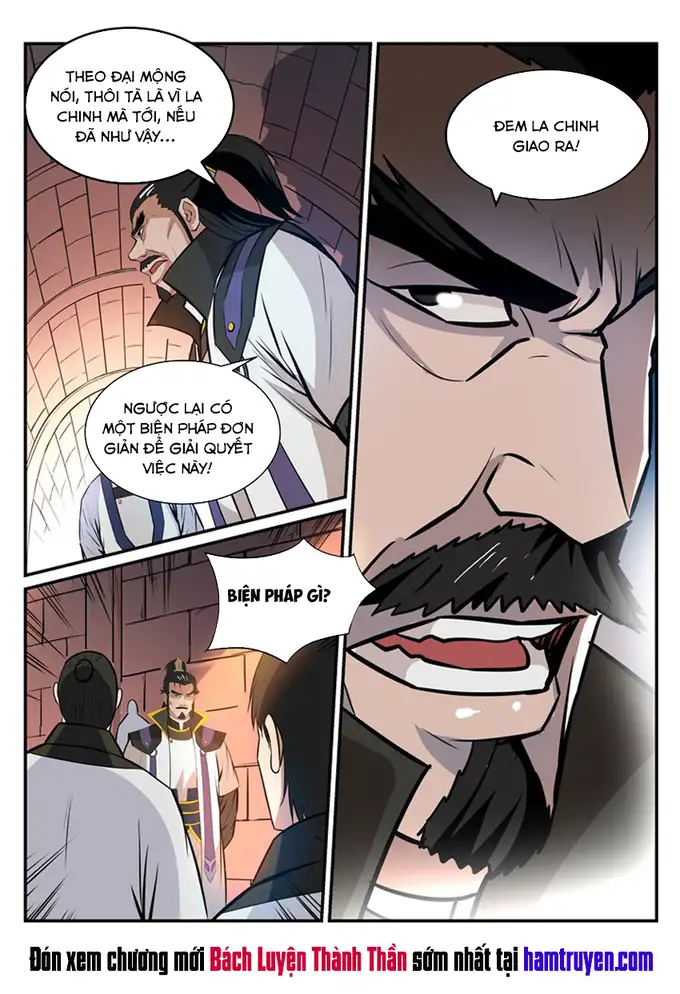 THEO ĐẠI MỘNG
NÓI, THÔI TÀ LÀ VÌ LA
CHINH MÀ TỚI, NẾU
ĐÃ NHƯ VẬY...
NGƯỢC LẠI CÓ
MỘT BIỆN PHÁP ĐƠN
GIẢN ĐỂ GIẢI QUYẾT
VIỆC NÀY!
BIỆN PHÁP GÌ?
ĐEM LA CHINH
GIAO RA!
Đón xem chương mới Bách Luyện Thành Thần sớm nhất tại hamtruyen.com